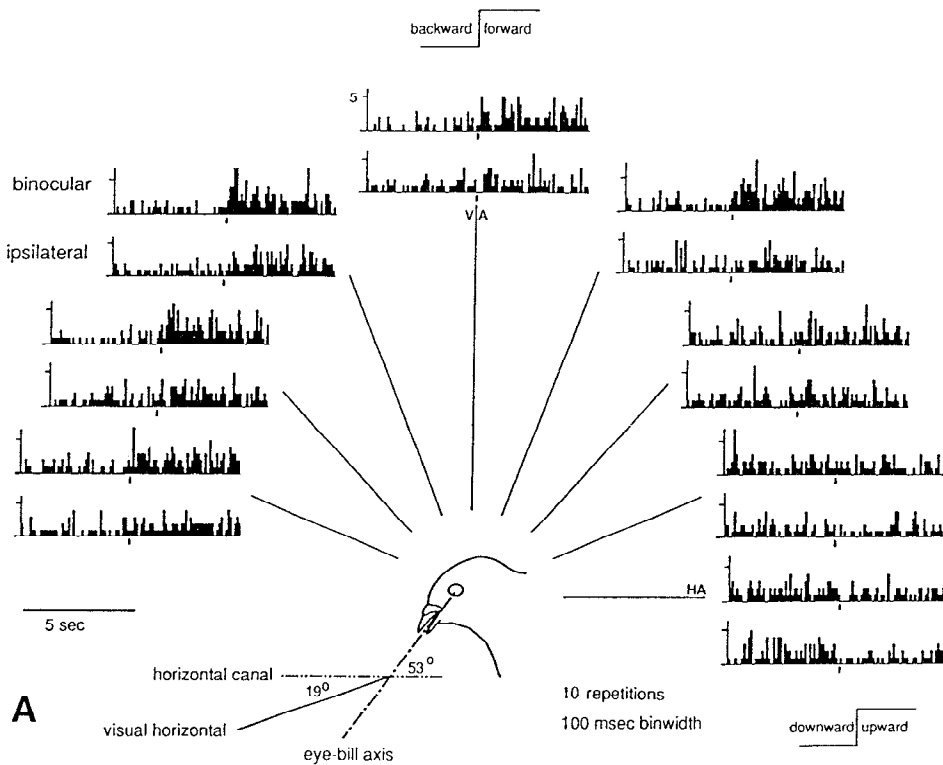 backward forward
5
binocular
V A
ipsilateral
HA
5 sec
horizontal canal
53°
19°
10 repetitions
A
100 msec binwidth
visual horizontal
downward upward
eye-bill axis